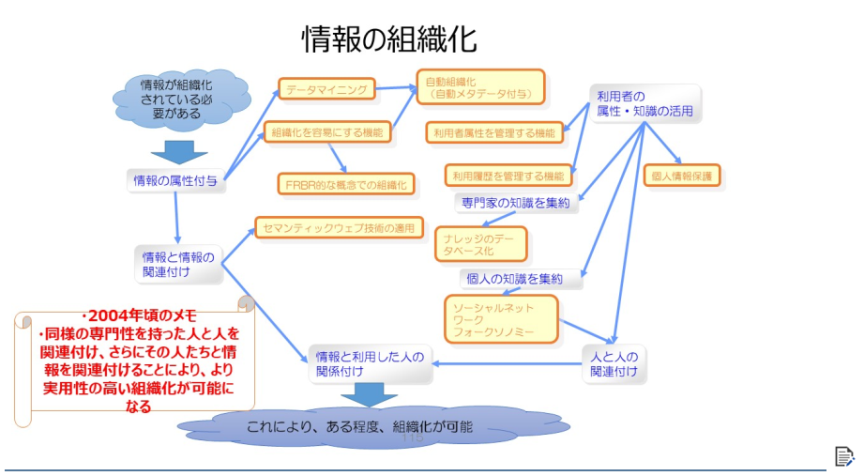 情報の組織化
情報が組織化
されている必
要がある
データマイニング
自動組織化
(自動メタデータ付与)
利用者の
属性・知識の活用
組織化を容易にする機能
利用者属性を管理する機能
情報の属性付与
FRBR的な概念での組織化
利用履歴を管理する機能
個人情報保護
専門家の知識を集約
セマンティックウェブ技術の適用
ナレッジのデー
タベース化
情報と情報の
関連付け
個人の知識を集約
・2004年頃のメモ
・同様の専門性を持った人と人を
関連付け、さらにその人たちと情
報を関連付けることにより、より
実用性の高い組織化が可能に
なる
ソーシャルネット
ワーク
フォークソノミー
情報と利用した人の
関係付け
人と人の
関連付け
これにより、ある程度、組織化が可能
115